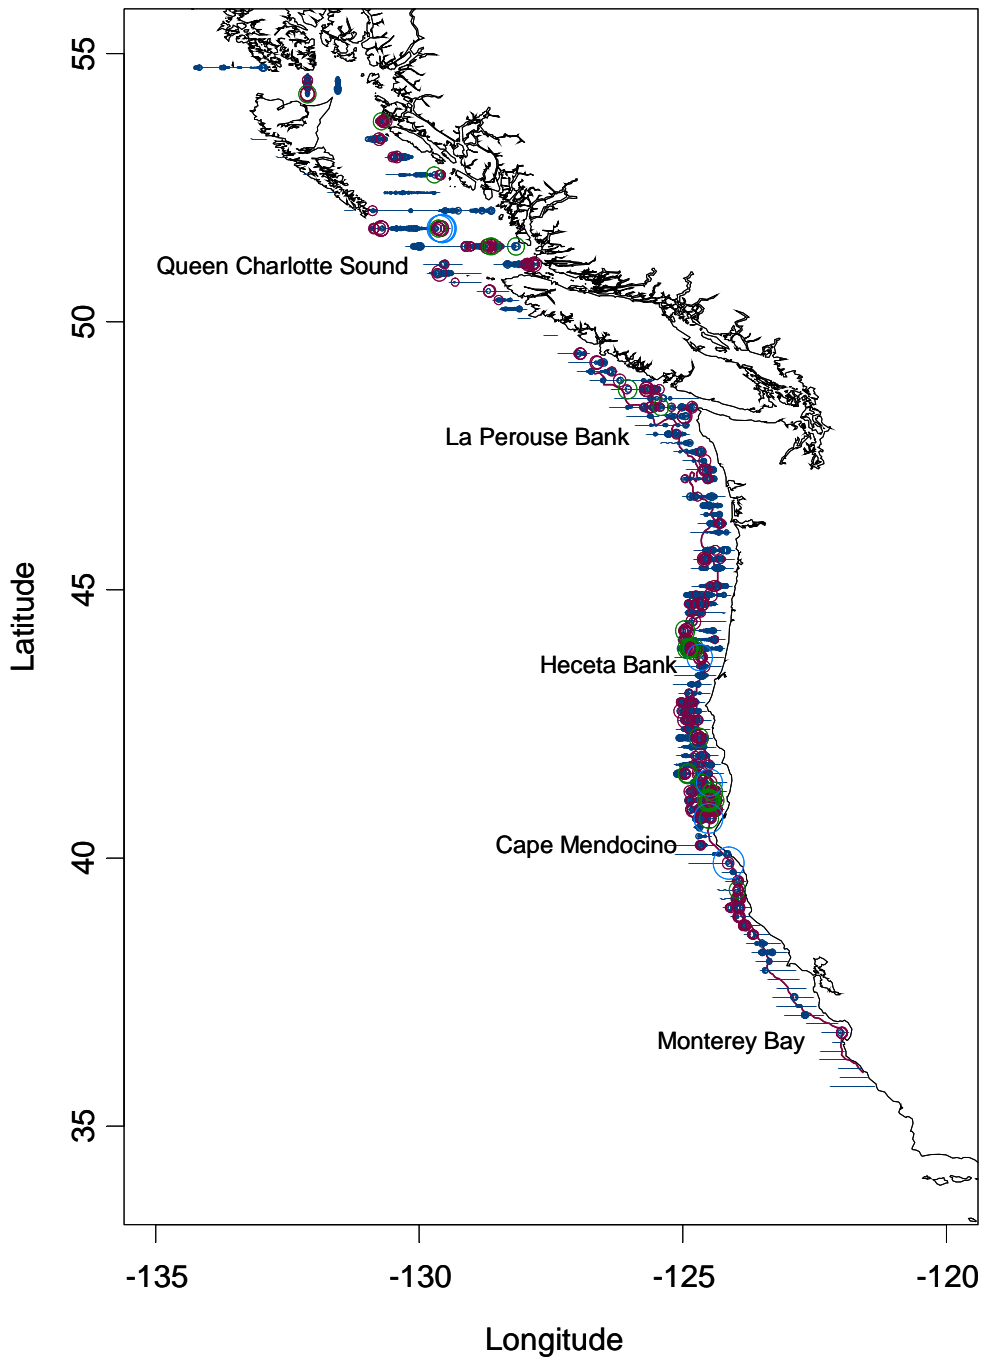 55
50
45
40
35
Latitude
Queen Charlotte Sound
La Perouse Bank
Heceta Bank
Cape Mendocino
Monterey Bay
-135
-130
-125
-120
Longitude